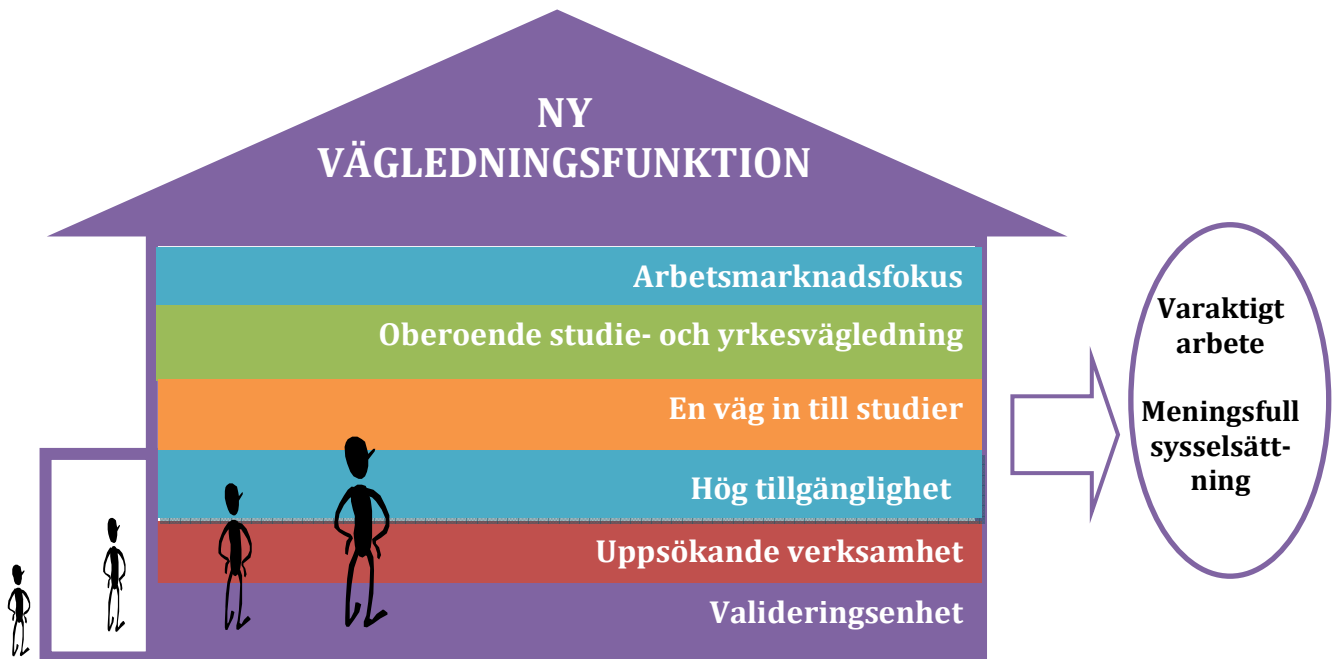 NY
VÄGLEDNINGSFUNKTION
Arbetsmarknadsfokus
Oberoende studie- och yrkesvägledning
En väg in till studier
Hög tillgänglighet
Uppsökande verksamhet
Valideringsenhet
Varaktigt
arbete
Meningsfull
sysselsätt-
ning